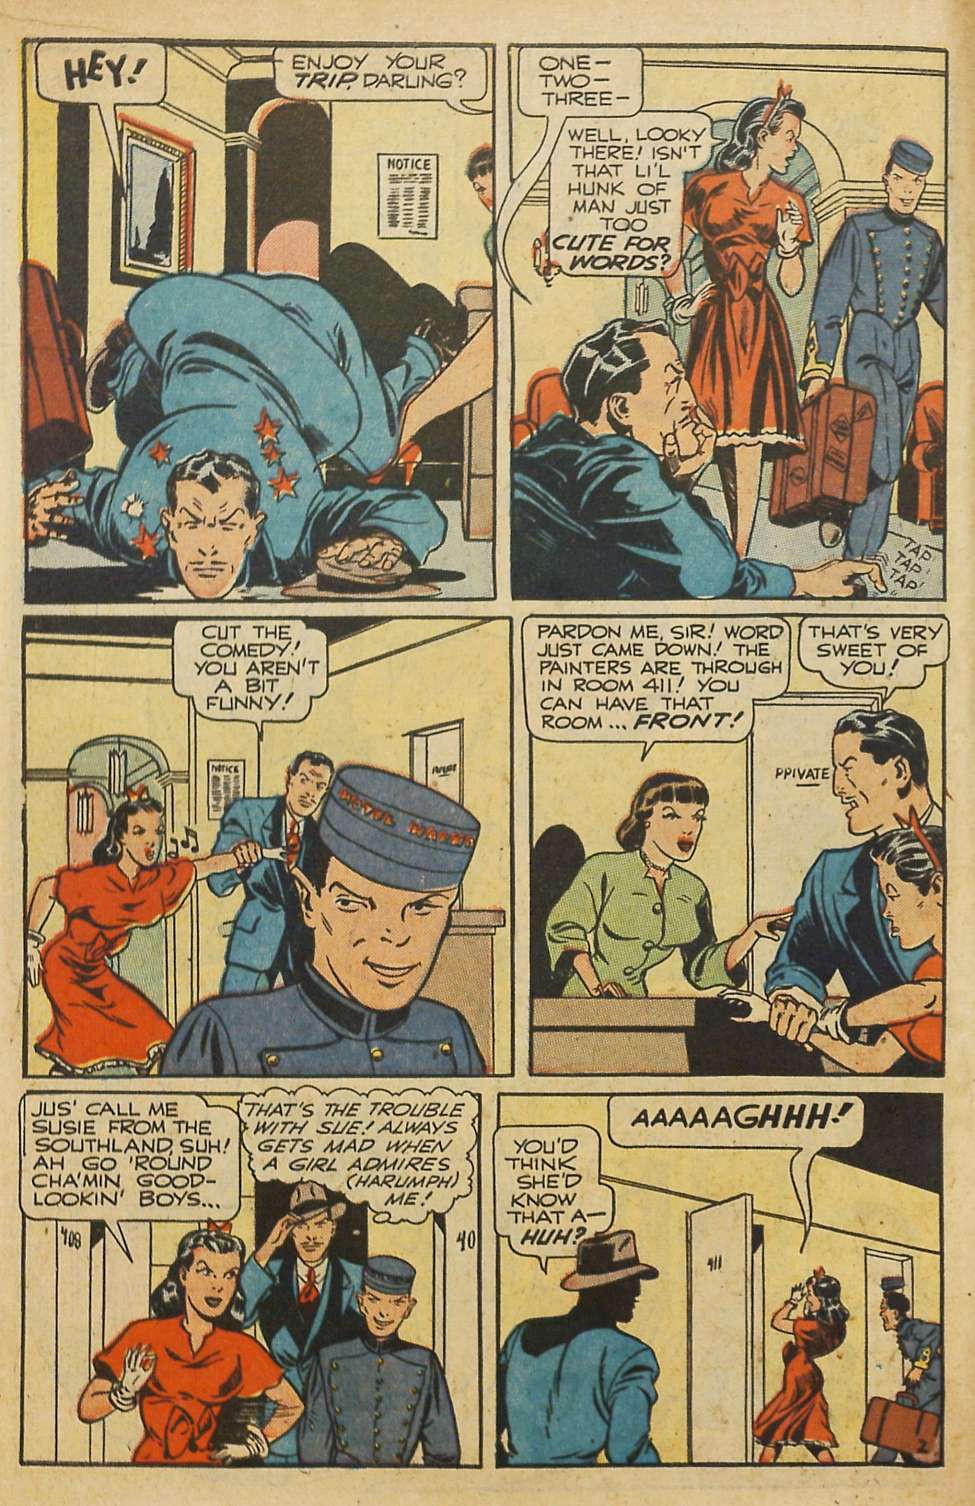 HEY!
ENJOY YOUR
TRIP, DARLING?
NOTICE
ONE—
TWO—
THREE—
WELL, LOOKY
THERE! ISN'T
THAT LI'L
HUNK OF
MAN JUST
TOO
CUTE FOR
WORDS?
TAP
TAP!
TAP!
CUT THE
COMEDY!
YOU AREN'T
A BIT
FUNNY!
NOTICE
PRIVATE
PARDON ME, SIR! WORD
JUST CAME DOWN! THE
PAINTERS ARE THROUGH
IN ROOM 411! YOU
CAN HAVE THAT
ROOM... FRONT!
THAT'S VERY
SWEET OF
YOU!
PPIVATE
JUS' CALL ME
SUSIE FROM THE
SOUTHLAND, SUH!
AH GO 'ROUND
CHA'MIN GOOD-
LOOKIN' BOYS...
THAT'S THE TROUBLE
WITH SUE! ALWAYS
GETS MAD WHEN
A GIRL ADMIRES
(HARUMPH)
ME!
409
40
YOU'D
THINK
SHE'D
KNOW
THAT A—
HUH?
AAAAAGHHH!
411
2